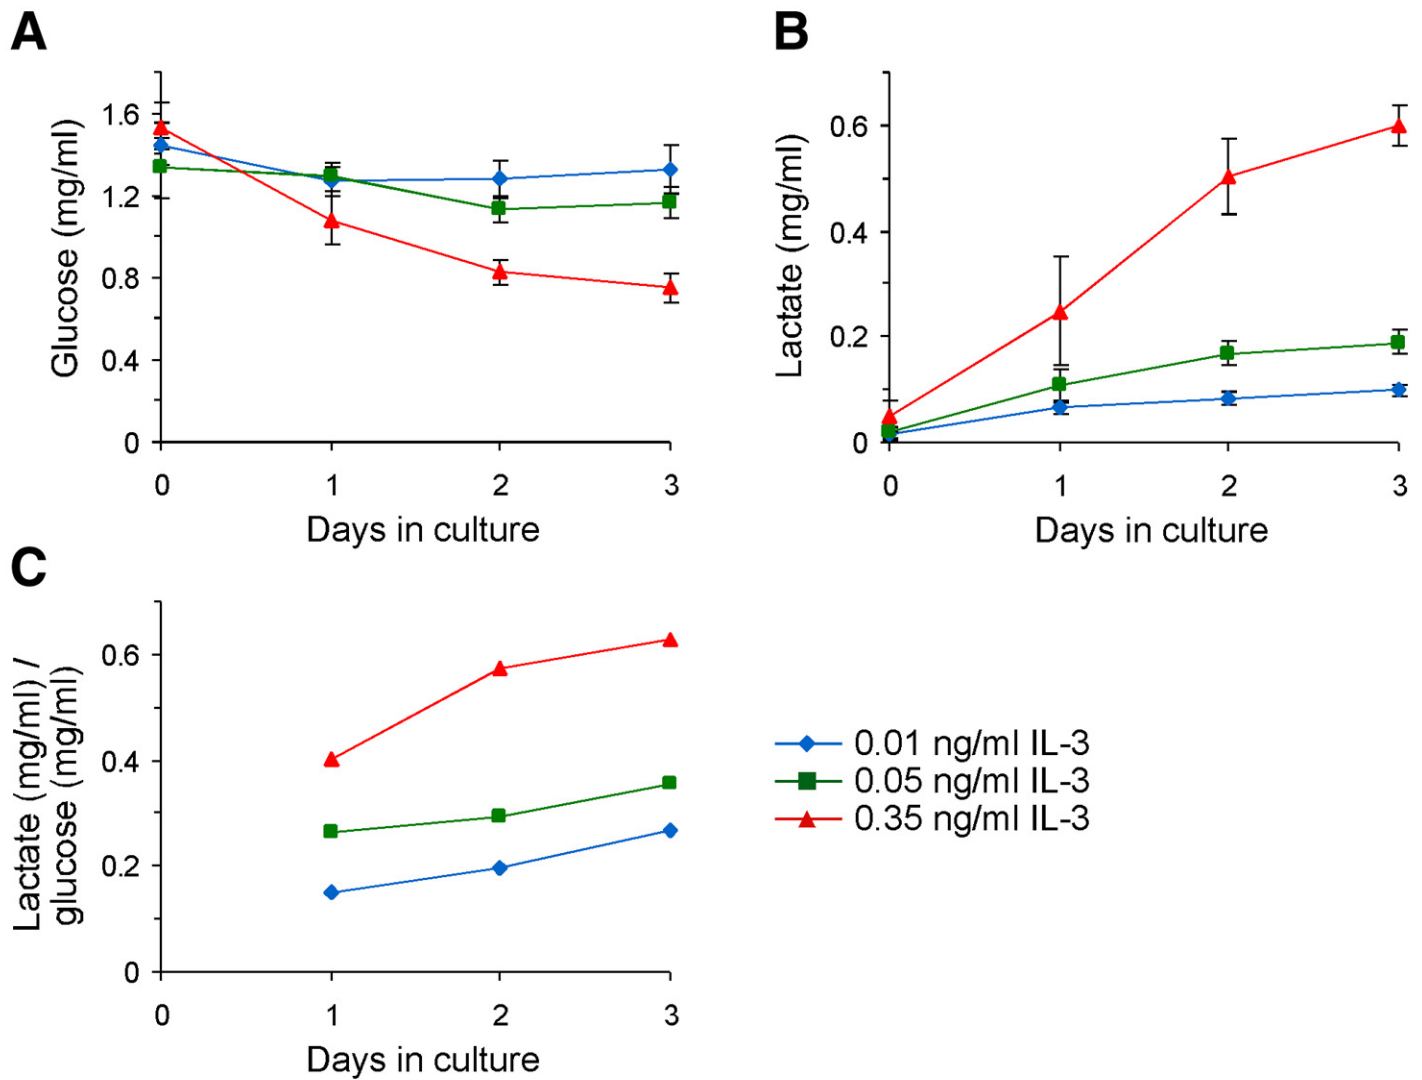 A
Glucose (mg/ml)
1.6
1.2
0.8
0.4
0
0 1 2 3
Days in culture
B
Lactate (mg/ml)
0.6
0.4
0.2
0
0 1 2 3
Days in culture
C
Lactate (mg/ml) /
glucose (mg/ml)
0.6
0.4
0.2
0
0 1 2 3
Days in culture
0.01 ng/ml IL-3
0.05 ng/ml IL-3
0.35 ng/ml IL-3